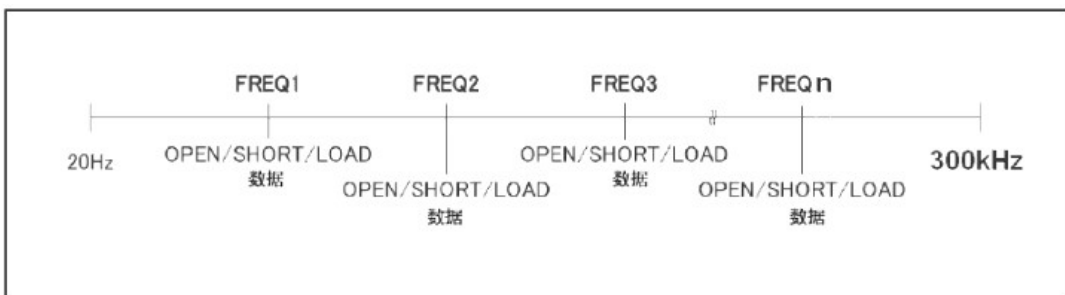 FREQ1 FREQ2 FREQ3 FREQn
20Hz
OPEN/SHORT/LOAD
数据
OPEN/SHORT/LOAD
数据
OPEN/SHORT/LOAD
数据
OPEN/SHORT/LOAD
数据
300kHz